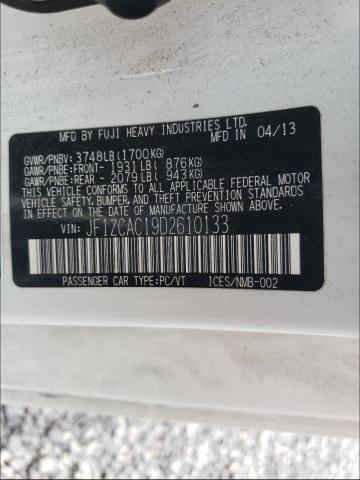 MFD BY FUJI HEAVY INDUSTRIES LTD.
MFD IN 04/13
GVWR/PNBV: 3748LB(1700KG)
GAWR/PNBE:FRONT- 1931LB( 876KG)
GAWR/PNBE:REAR - 2079LB( 943KG)
THIS VEHICLE CONFORMS TO ALL APPLICABLE FEDERAL MOTOR
VEHICLE SAFETY, BUMPER, AND THEFT PREVENTION STANDARDS
IN EFFECT ON THE DATE OF MANUFACTURE SHOWN ABOVE.
VIN: JF1ZCAC19D2610133
PASSENGER CAR TYPE:PC/VT ICES/NMB-002